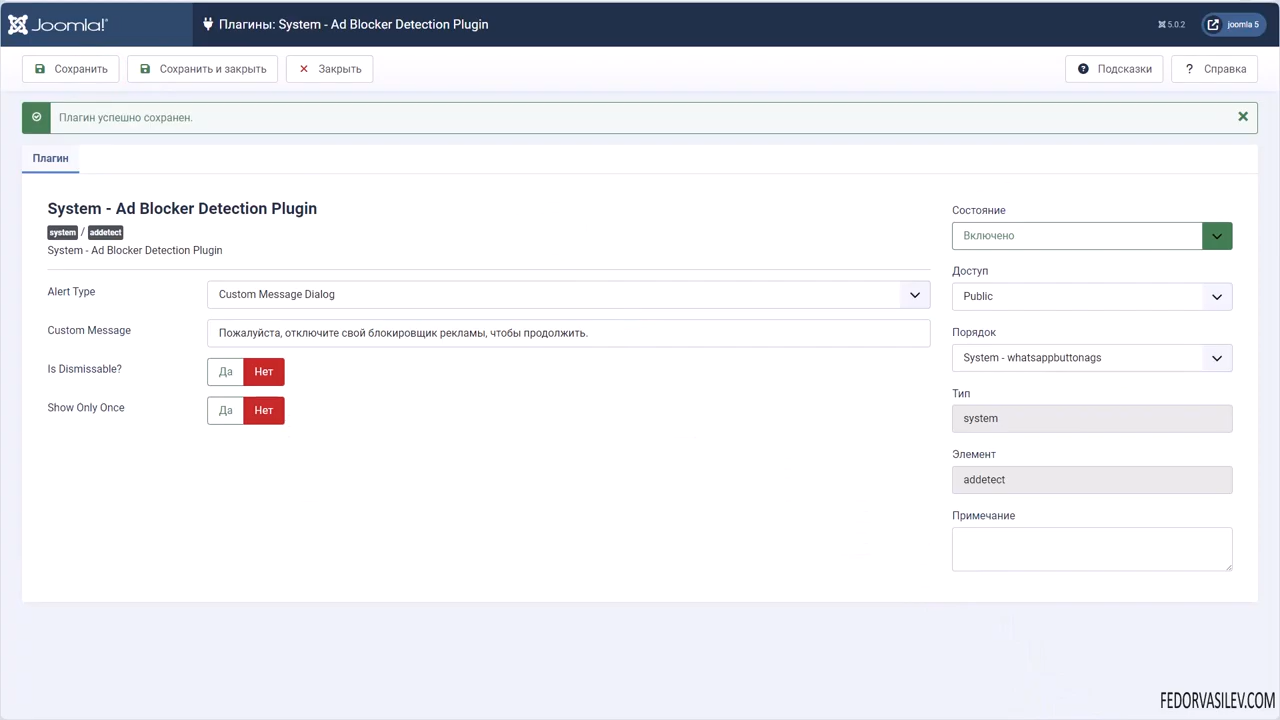 Joomla!
Плагины: System - Ad Blocker Detection Plugin
5.0.2
joomla 5
Сохранить
Сохранить и закрыть
Закрыть
Подсказки
? Справка
Плагин успешно сохранен.
Плагин
System - Ad Blocker Detection Plugin
system / addetect
System - Ad Blocker Detection Plugin
Alert Type
Custom Message Dialog
Custom Message
Пожалуйста, отключите свой блокировщик рекламы, чтобы продолжить.
Is Dismissable?
Да Нет
Show Only Once
Да Нет
Состояние
Включено
Доступ
Public
Порядок
System - whatsappbuttonags
Тип
system
Элемент
addetect
Примечание
FEDORVASILEV.COM